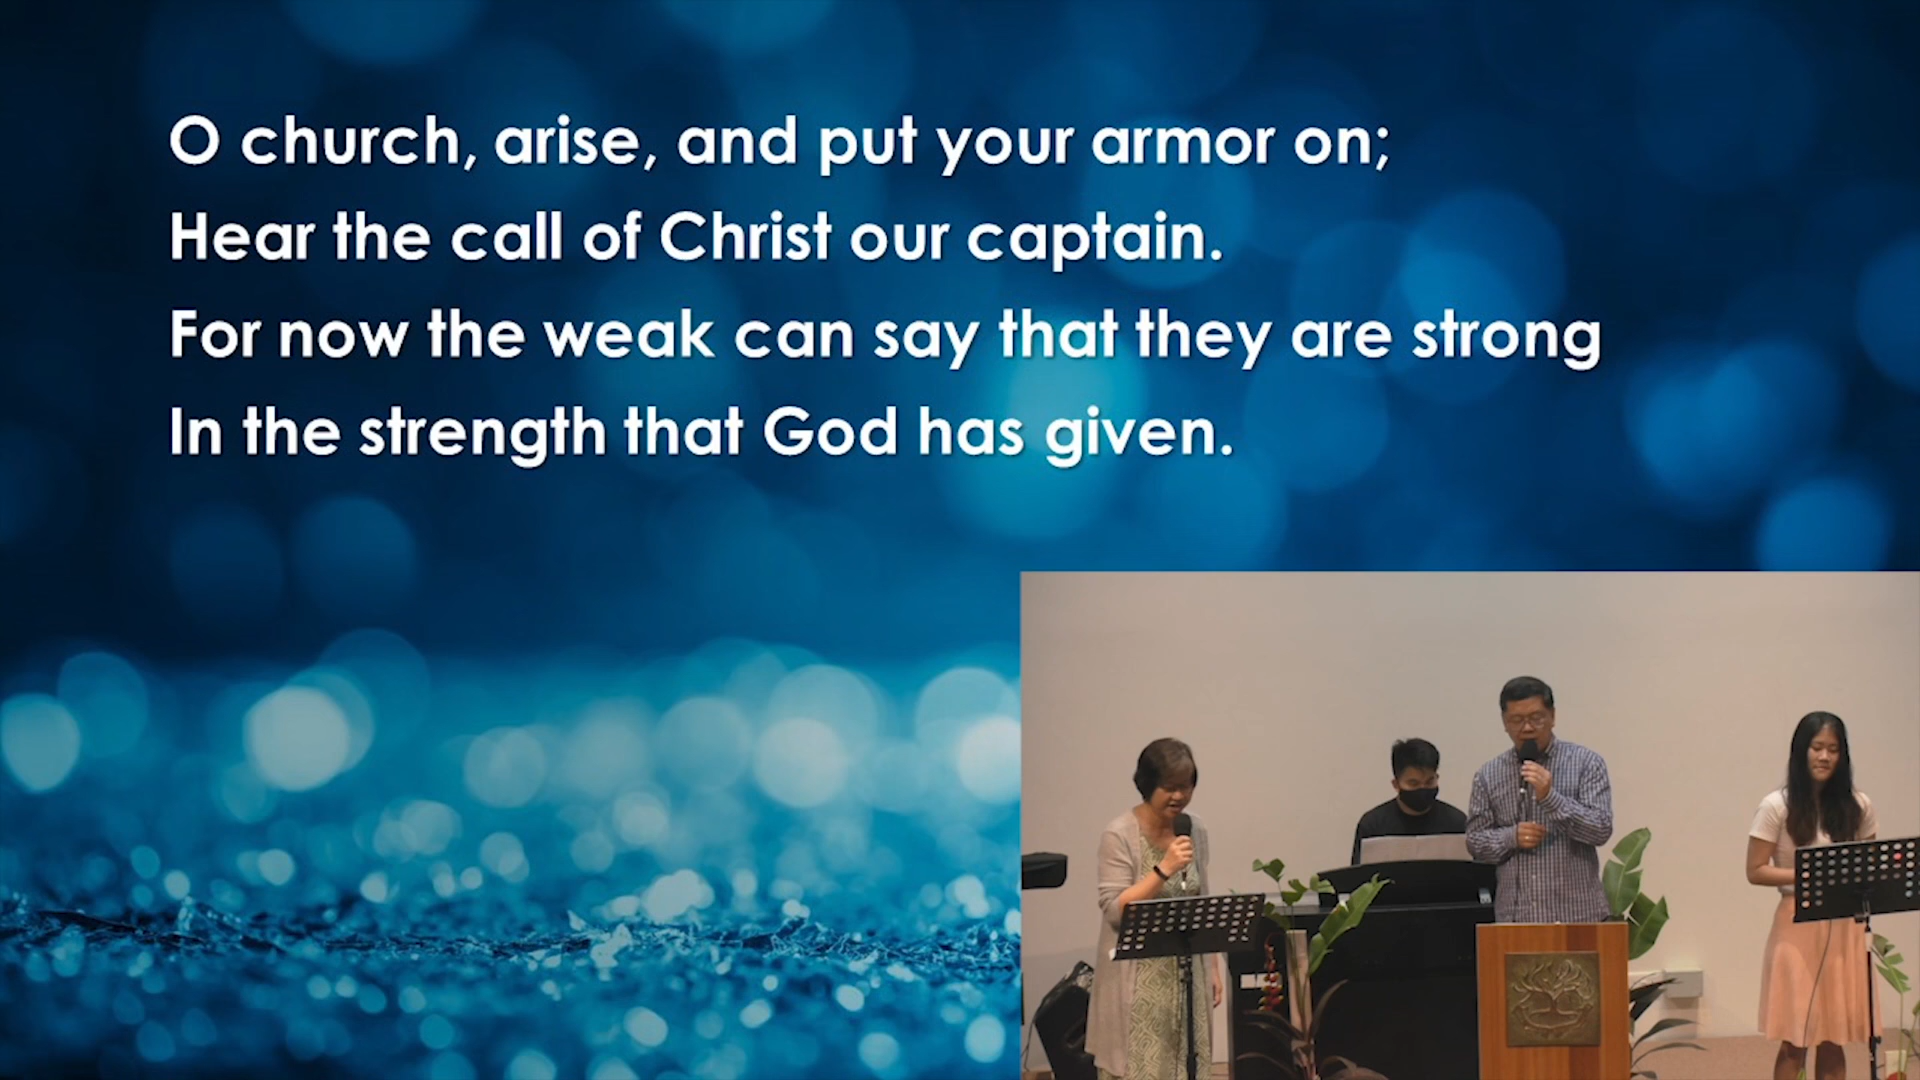 O church, arise, and put your armor on;
Hear the call of Christ our captain.
For now the weak can say that they are strong
In the strength that God has given.